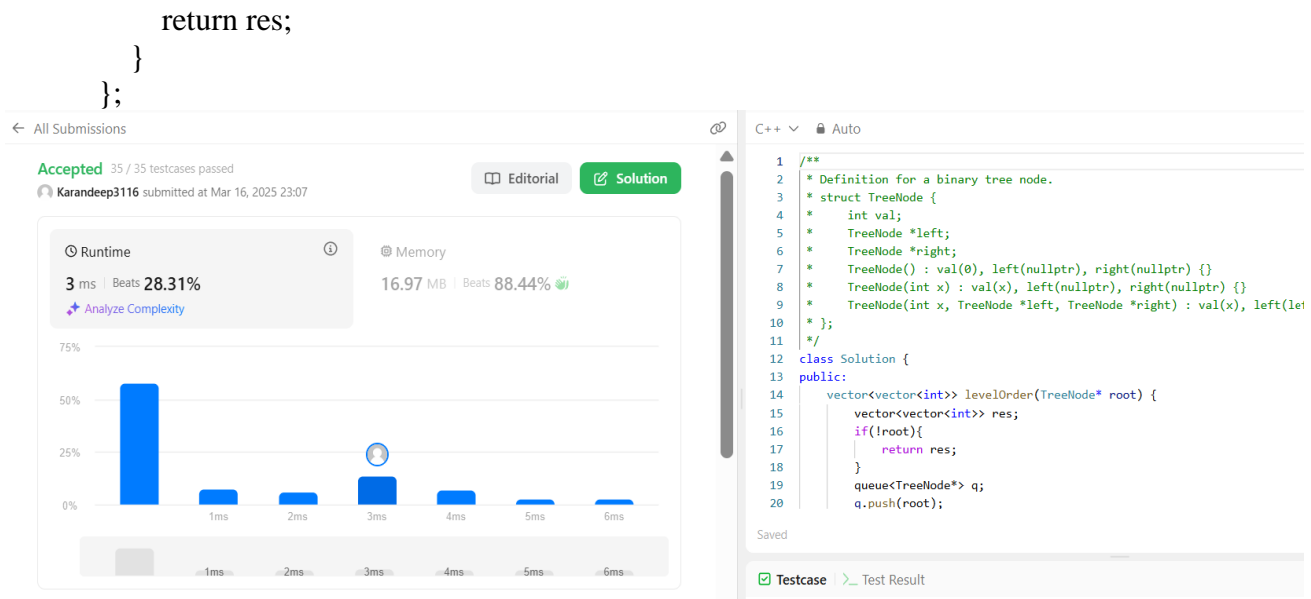 return res;
}
};
All Submissions
Accepted 35 / 35 testcases passed
Karandeep3116 submitted at Mar 16, 2025 23:07
Editorial
Solution
Runtime
3 ms Beats 28.31%
Analyze Complexity
Memory
16.97 MB Beats 88.44%
75%
50%
25%
0%
1ms 2ms 3ms 4ms 5ms 6ms
1ms 2ms 3ms 4ms 5ms 6ms
C++ Auto
1 /**
2 * Definition for a binary tree node.
3 * struct TreeNode {
4 *     int val;
5 *     TreeNode *left;
6 *     TreeNode *right;
7 *     TreeNode() : val(0), left(nullptr), right(nullptr) {}
8 *     TreeNode(int x) : val(x), left(nullptr), right(nullptr) {}
9 *     TreeNode(int x, TreeNode *left, TreeNode *right) : val(x), left(lef
10 * };
11 */
12 class Solution {
13 public:
14     vector<vector<int>> levelOrder(TreeNode* root) {
15         vector<vector<int>> res;
16         if(!root){
17             return res;
18         }
19         queue<TreeNode*> q;
20         q.push(root);
Saved
Testcase Test Result